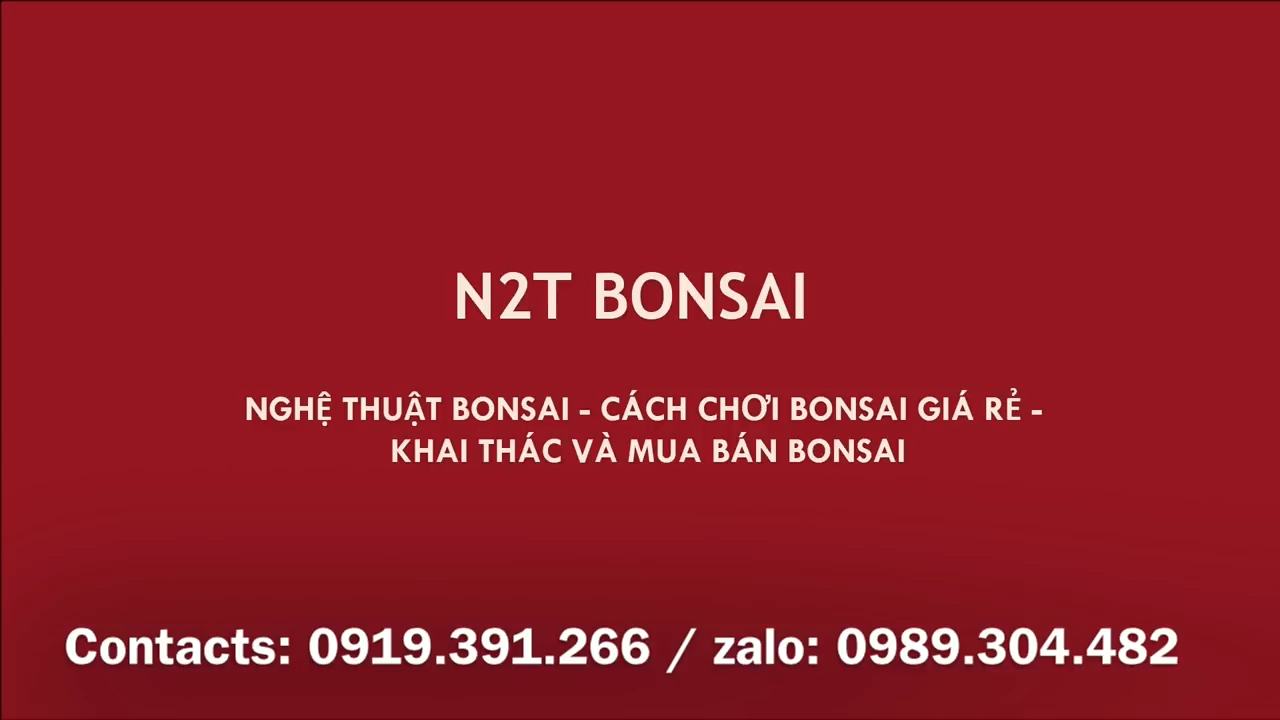 N2T BONSAI
NGHỆ THUẬT BONSAI - CÁCH CHƠI BONSAI GIÁ RẺ -
KHAI THÁC VÀ MUA BÁN BONSAI
Contacts: 0919.391.266 / zalo: 0989.304.482